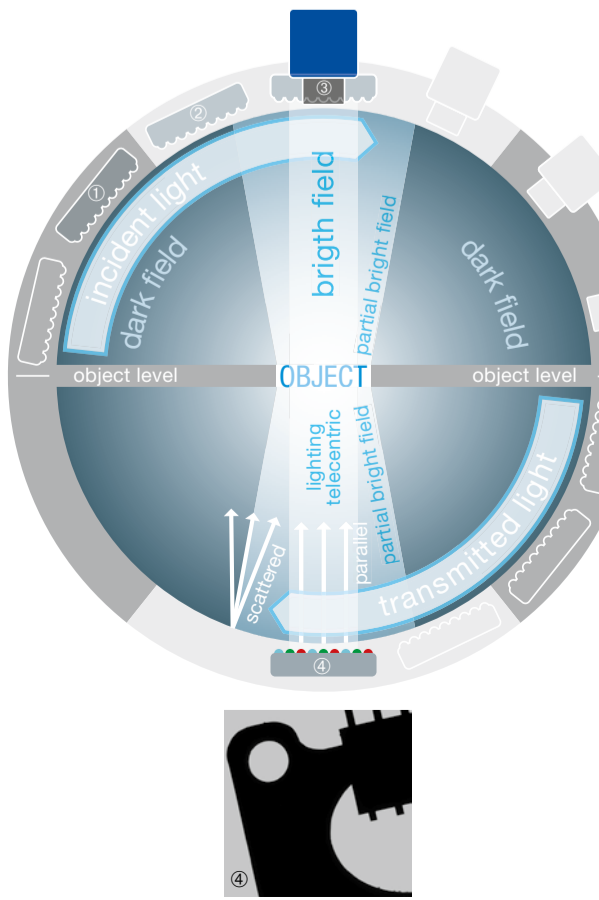 ③
②
①
incident light
dark field
brigth field
partial bright field
dark field
object level
OBJECT
object level
lighting
telecentric
partial bright field
scattered
parallel
transmitted light
④
④